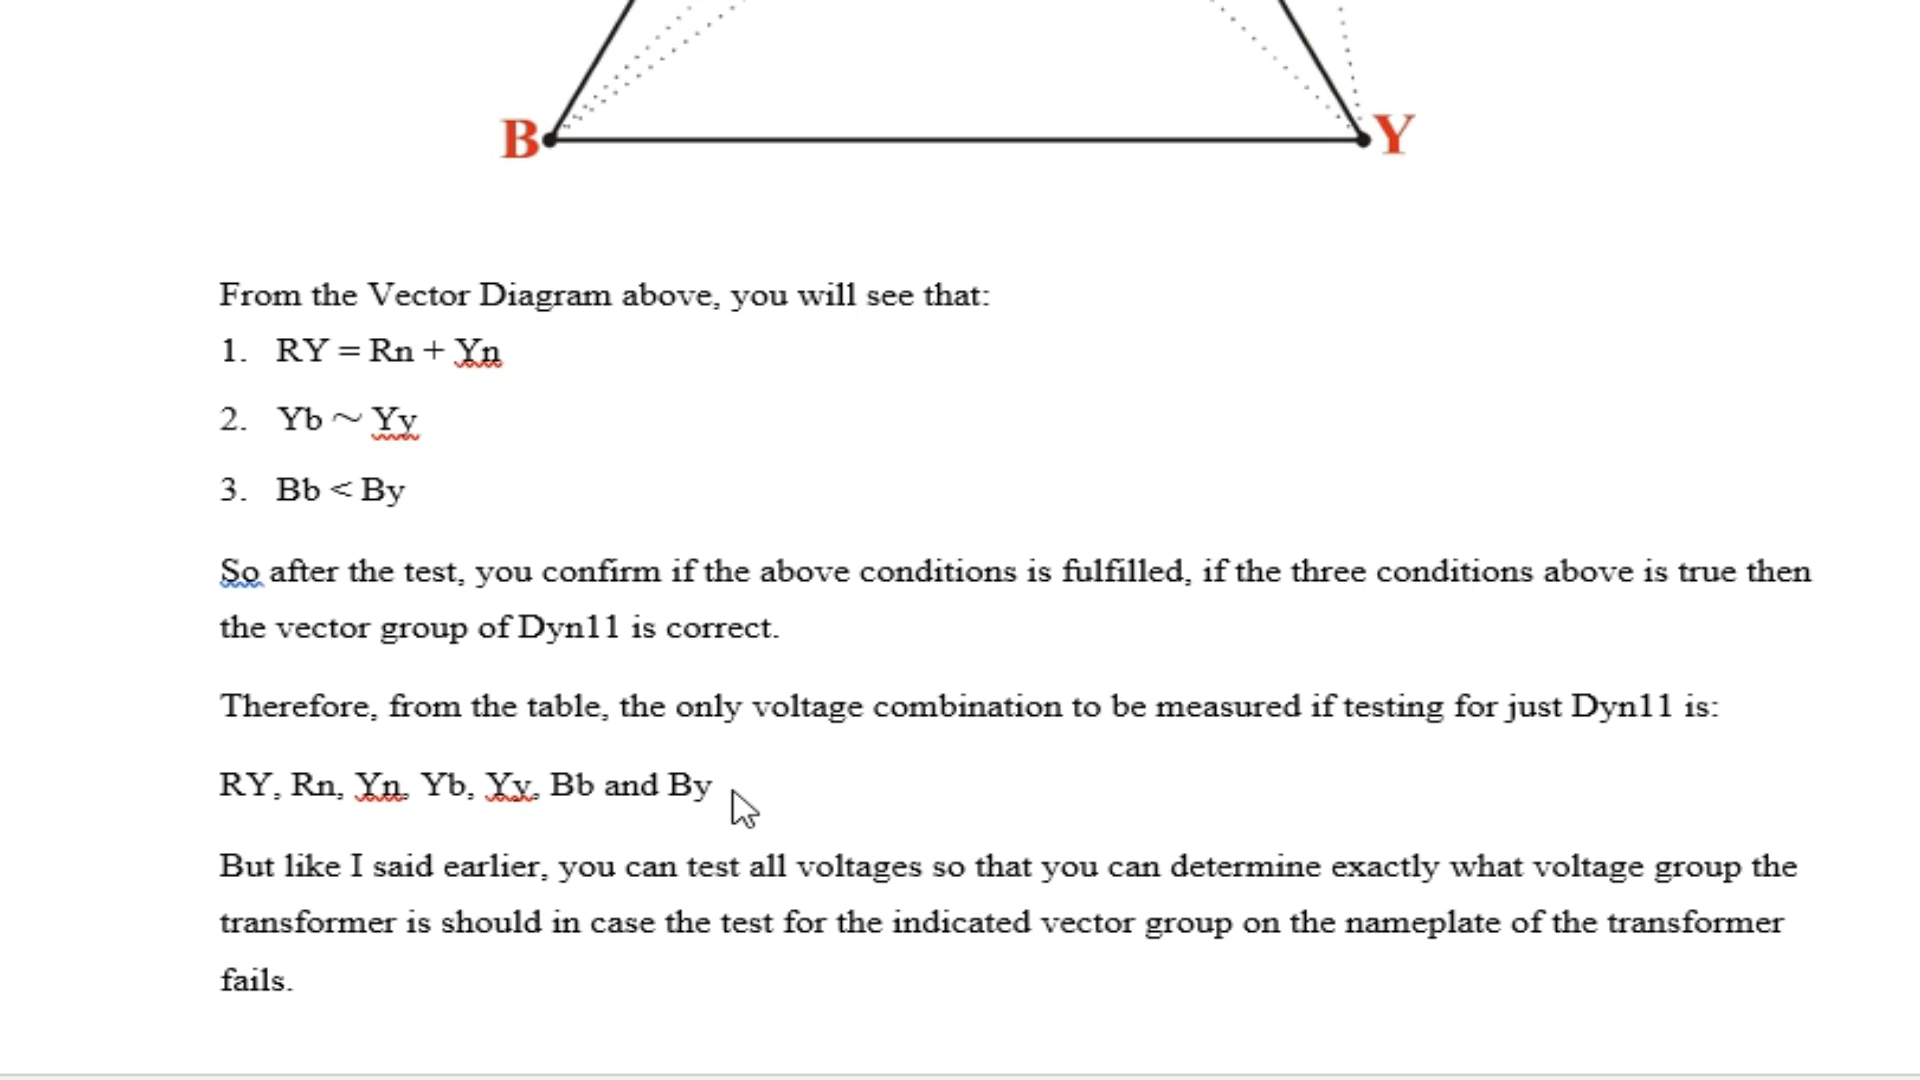 B Y
From the Vector Diagram above, you will see that:
1. RY = Rn + Yn
2. Yb ~ Yy
3. Bb < By
So after the test, you confirm if the above conditions is fulfilled, if the three conditions above is true then
the vector group of Dyn11 is correct.
Therefore, from the table, the only voltage combination to be measured if testing for just Dyn11 is:
RY, Rn, Yn, Yb, Yy, Bb and By
But like I said earlier, you can test all voltages so that you can determine exactly what voltage group the
transformer is should in case the test for the indicated vector group on the nameplate of the transformer
fails.